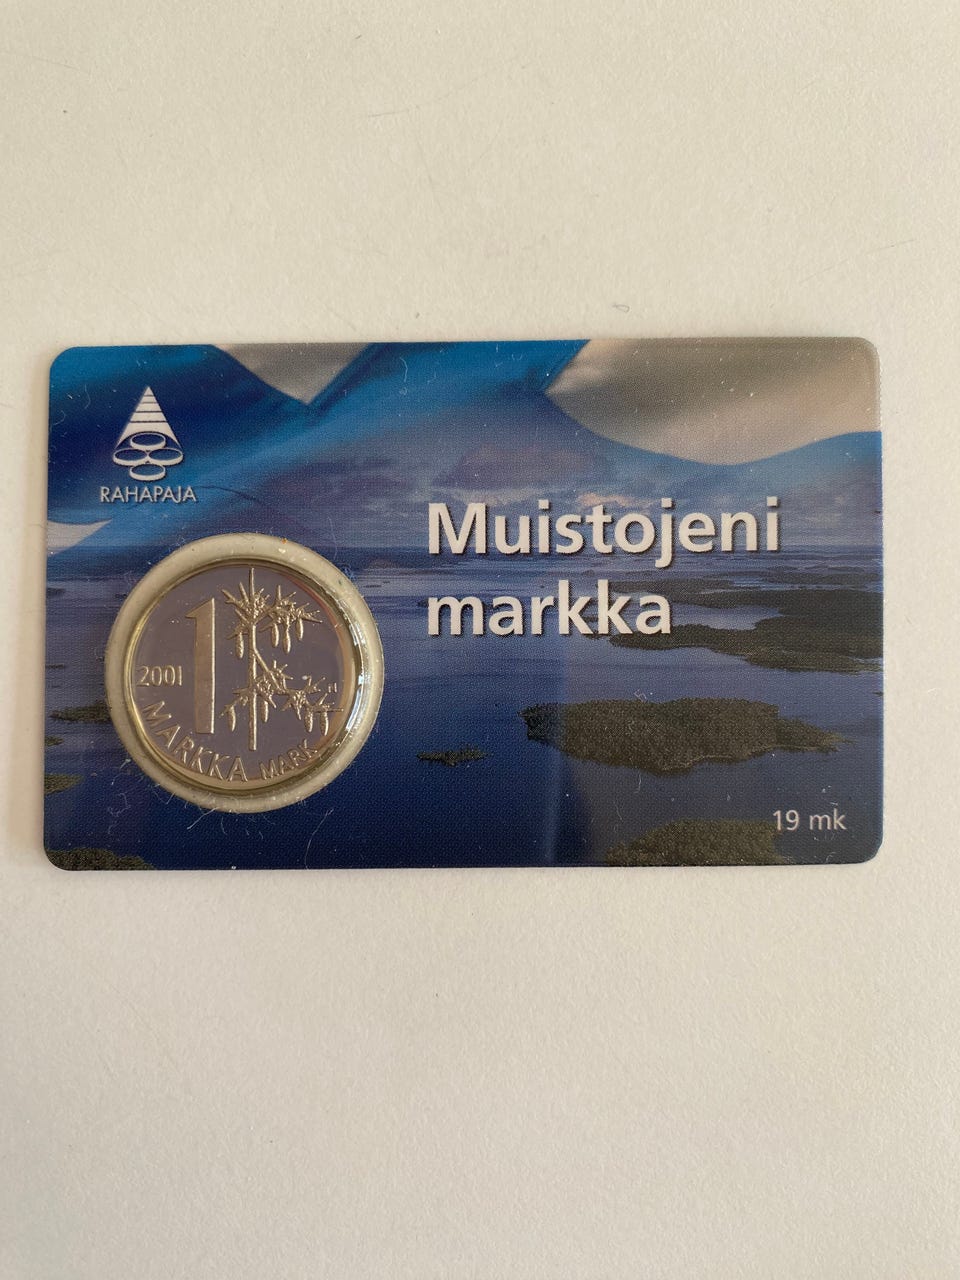 RAHAPAJA
Muistojeni
markka
2001
1
MARKKA MARK
19 mk